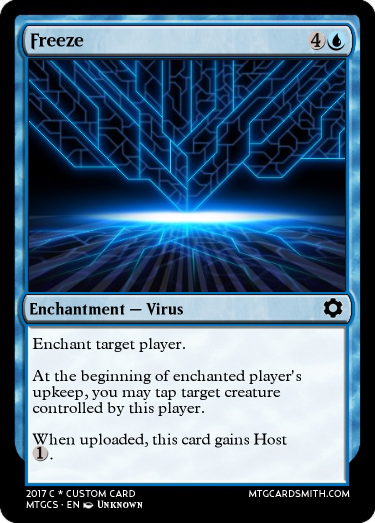 Freeze 4
Enchantment — Virus
Enchant target player.
At the beginning of enchanted player's
upkeep, you may tap target creature
controlled by this player.
When uploaded, this card gains Host
1.
2017 C * CUSTOM CARD MTGCARDSMITH.COM
MTGCS · EN Unknown